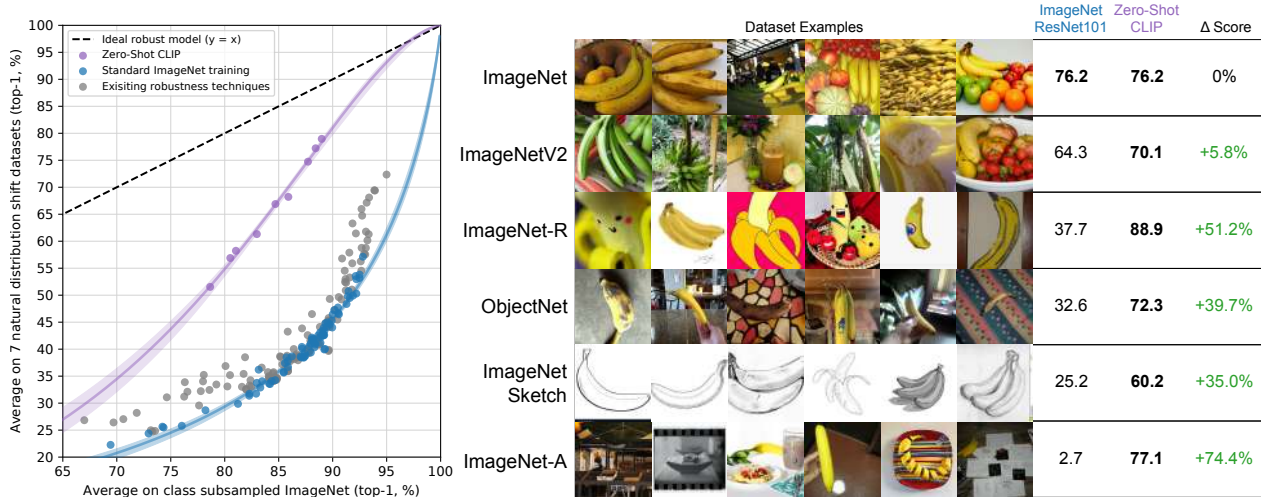 Average on 7 natural distribution shift datasets (top-1, %)
100
95
90
85
80
75
70
65
60
55
50
45
40
35
30
25
20
Ideal robust model (y = x)
Zero-Shot CLIP
Standard ImageNet training
Exisiting robustness techniques
65 70 75 80 85 90 95 100
Average on class subsampled ImageNet (top-1, %)
Dataset Examples
ImageNet
ResNet101
Zero-Shot
CLIP
Δ Score
ImageNet 76.2 76.2 0%
ImageNetV2 64.3 70.1 +5.8%
ImageNet-R 37.7 88.9 +51.2%
ObjectNet 32.6 72.3 +39.7%
ImageNet
Sketch 25.2 60.2 +35.0%
ImageNet-A 2.7 77.1 +74.4%